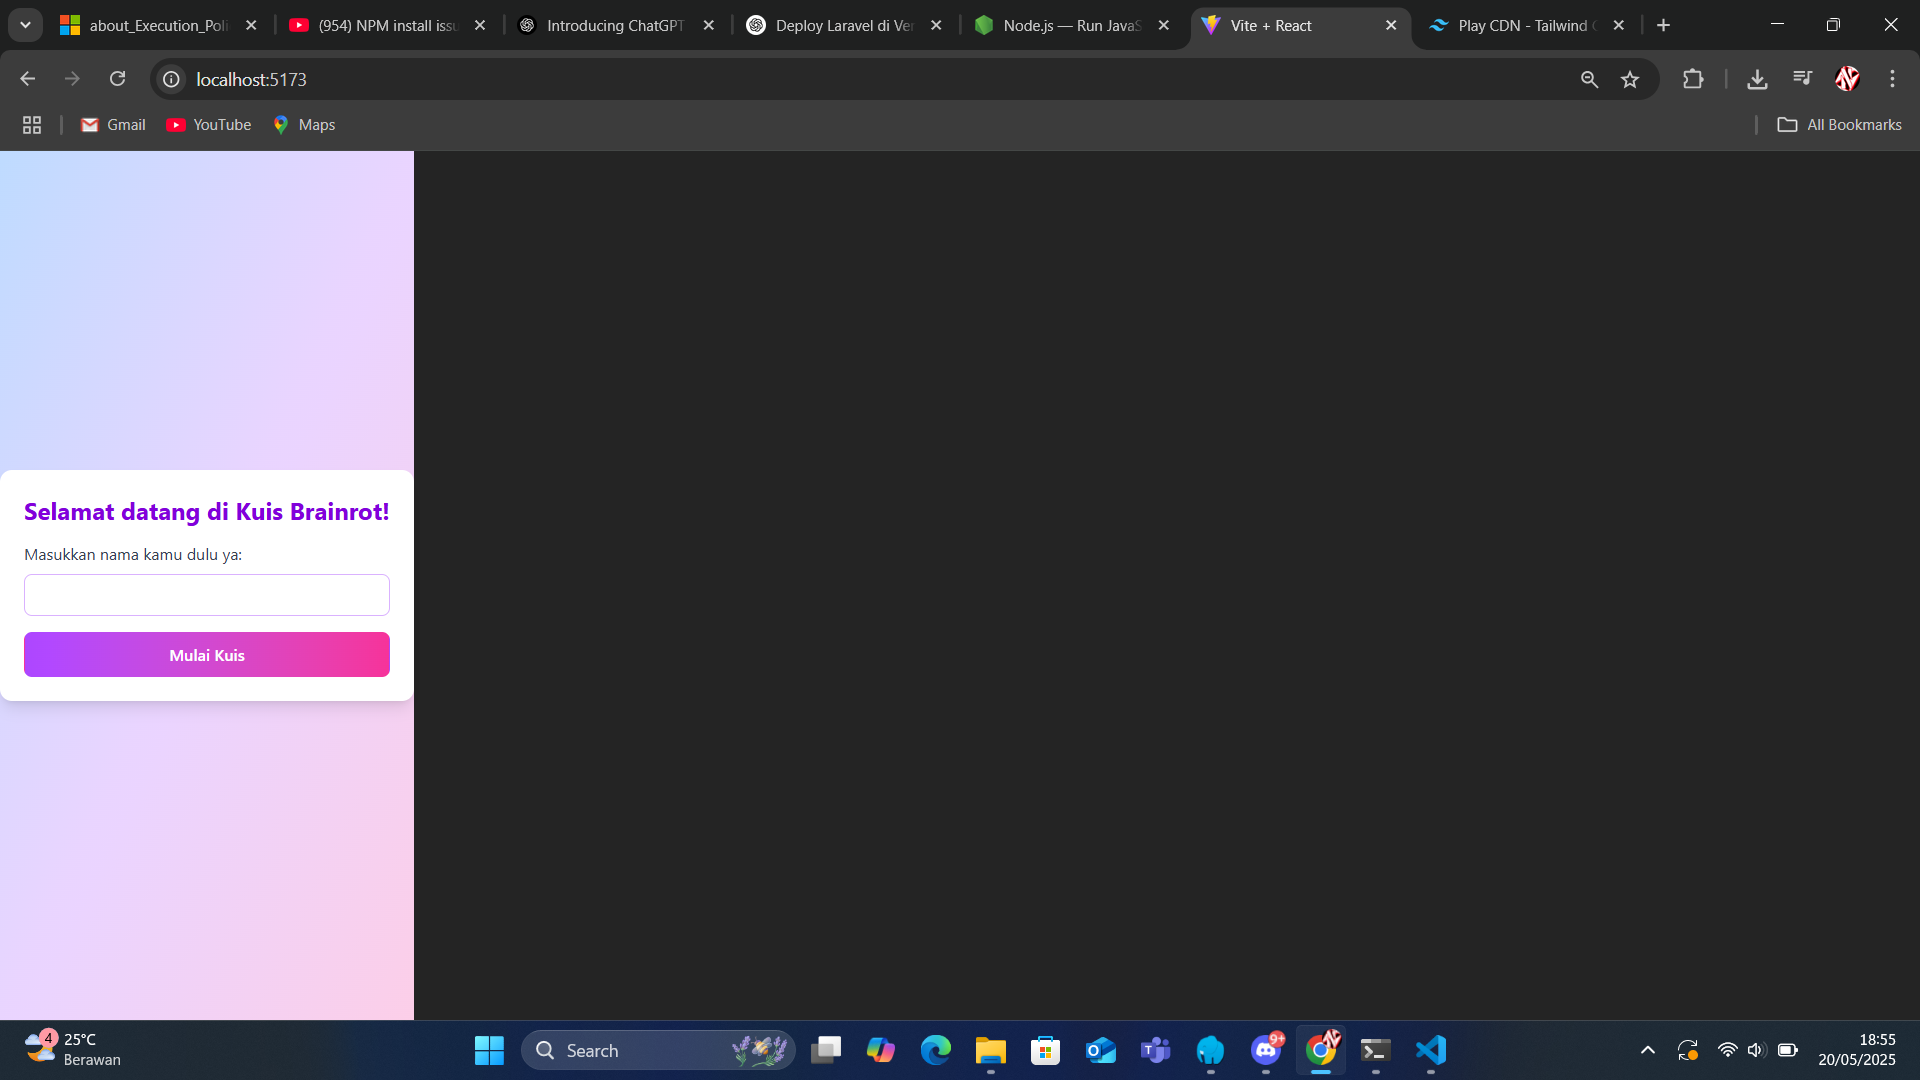 about_Execution_Poli
(954) NPM install issu
Introducing ChatGPT
Deploy Laravel di Ver
Node.js — Run JavaS
Vite + React
Play CDN - Tailwind C
localhost:5173
Gmail
YouTube
Maps
All Bookmarks
Selamat datang di Kuis Brainrot!
Masukkan nama kamu dulu ya:
Mulai Kuis
4
25°C
Berawan
Search
9+
18:55
20/05/2025